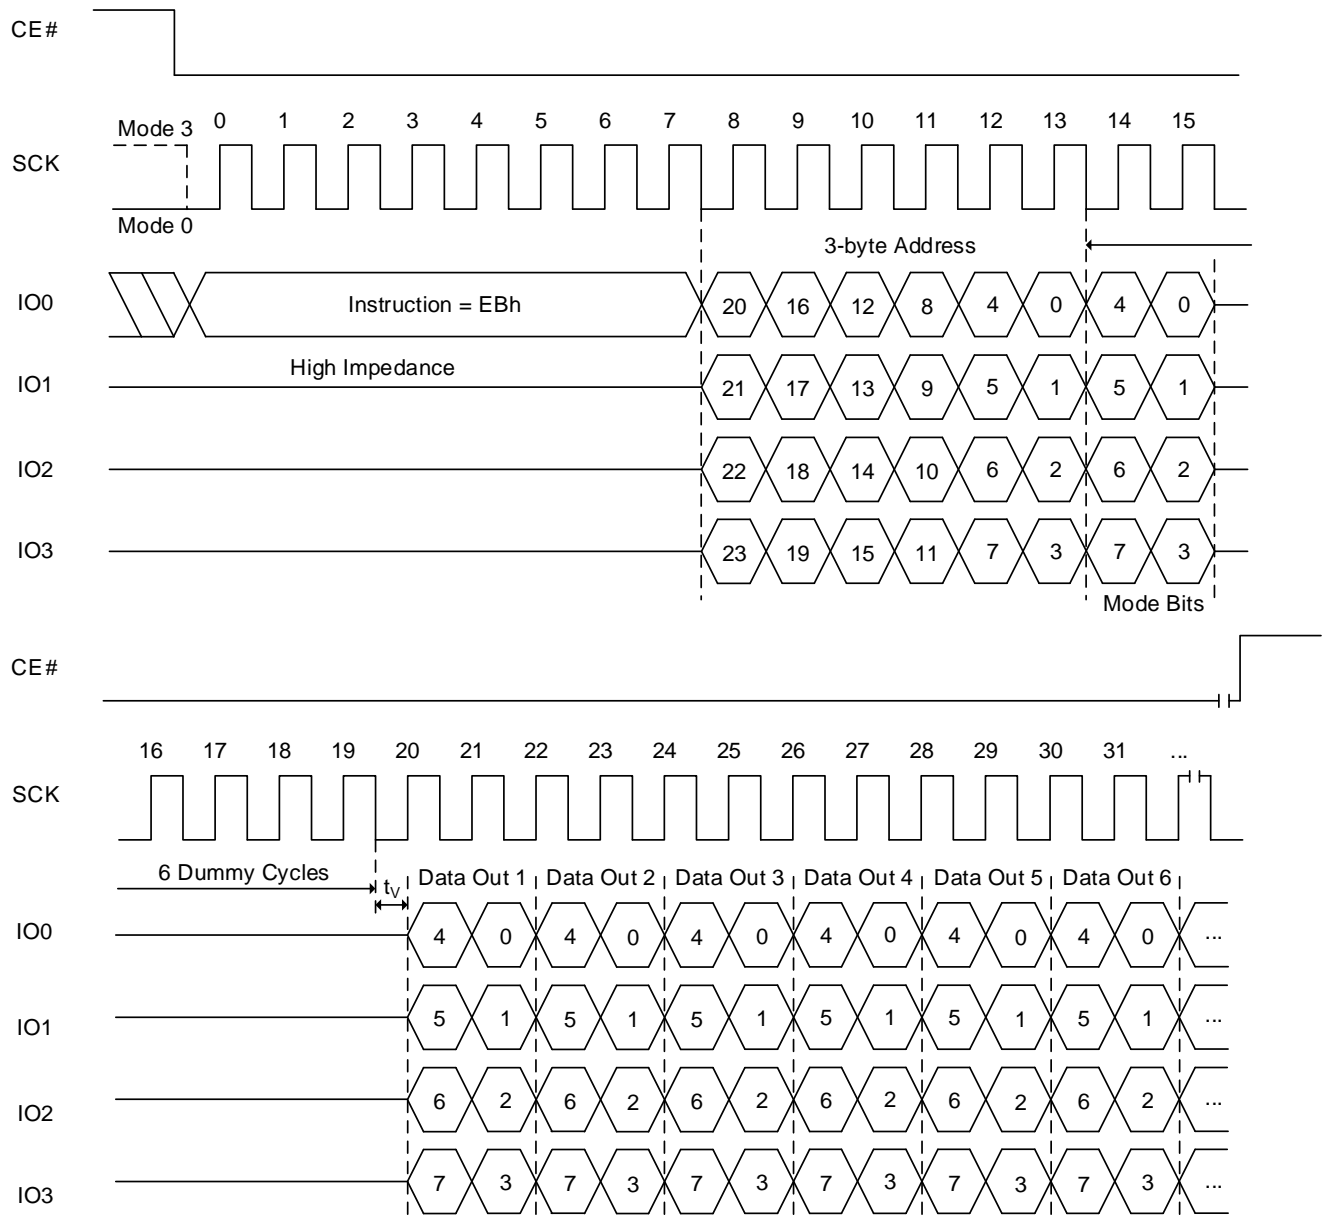 CE#
Mode 3 0 1 2 3 4 5 6 7 8 9 10 11 12 13 14 15
SCK
Mode 0
3-byte Address
IO0 Instruction = EBh 20 16 12 8 4 0 4 0
High Impedance
IO1 21 17 13 9 5 1 5 1
IO2 22 18 14 10 6 2 6 2
IO3 23 19 15 11 7 3 7 3
Mode Bits
CE#
16 17 18 19 20 21 22 23 24 25 26 27 28 29 30 31 ...
SCK
6 Dummy Cycles tV Data Out 1 Data Out 2 Data Out 3 Data Out 4 Data Out 5 Data Out 6
IO0 4 0 4 0 4 0 4 0 4 0 4 0 ...
IO1 5 1 5 1 5 1 5 1 5 1 5 1 ...
IO2 6 2 6 2 6 2 6 2 6 2 6 2 ...
IO3 7 3 7 3 7 3 7 3 7 3 7 3 ...